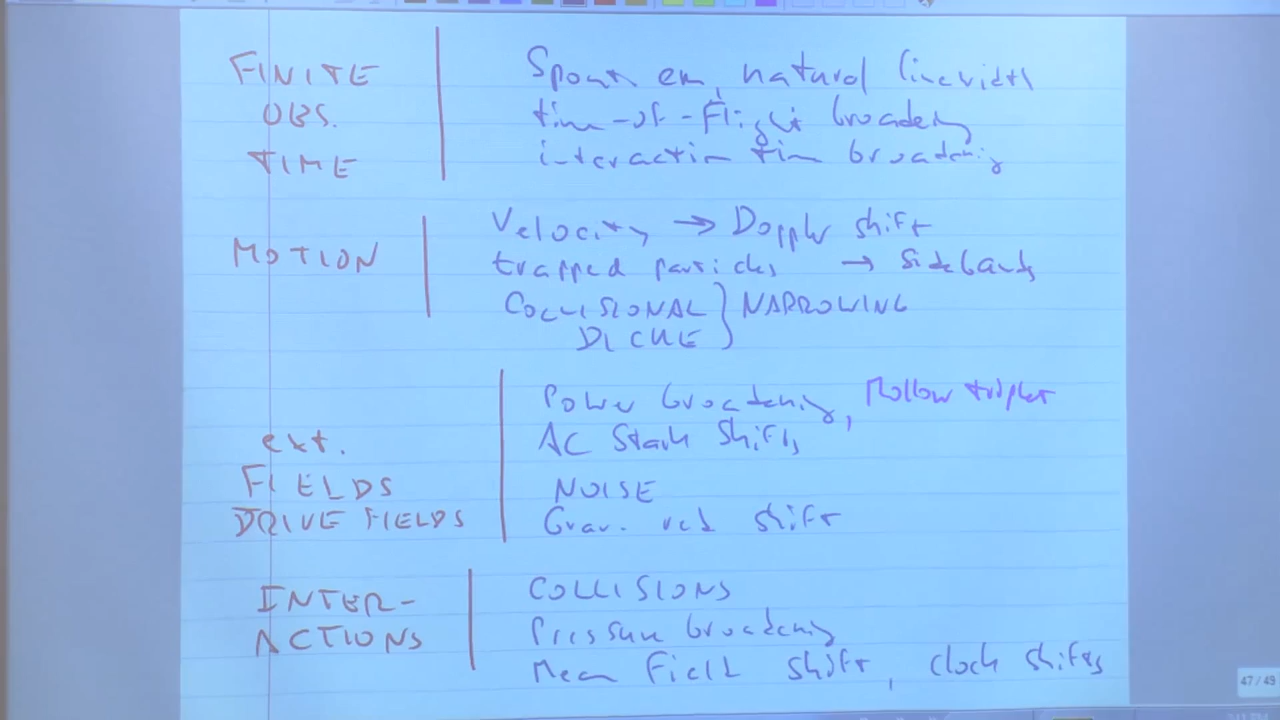 FINITE
OBS.
TIME
Spont em, natural linewidth
time-of-flight broadening
interaction time broadening
MOTION
Velocity → Doppler shift
trapped particles → sidebands
COLLISIONAL } NARROWING
DICKE
ext.
FIELDS
DRIVE FIELDS
Power broadening, Mollow triplet
AC Stark shifts
NOISE
Grav. red shift
INTER-
ACTIONS
COLLISIONS
Pressure broadening
Mean Field shift, clock shifts
47 / 49